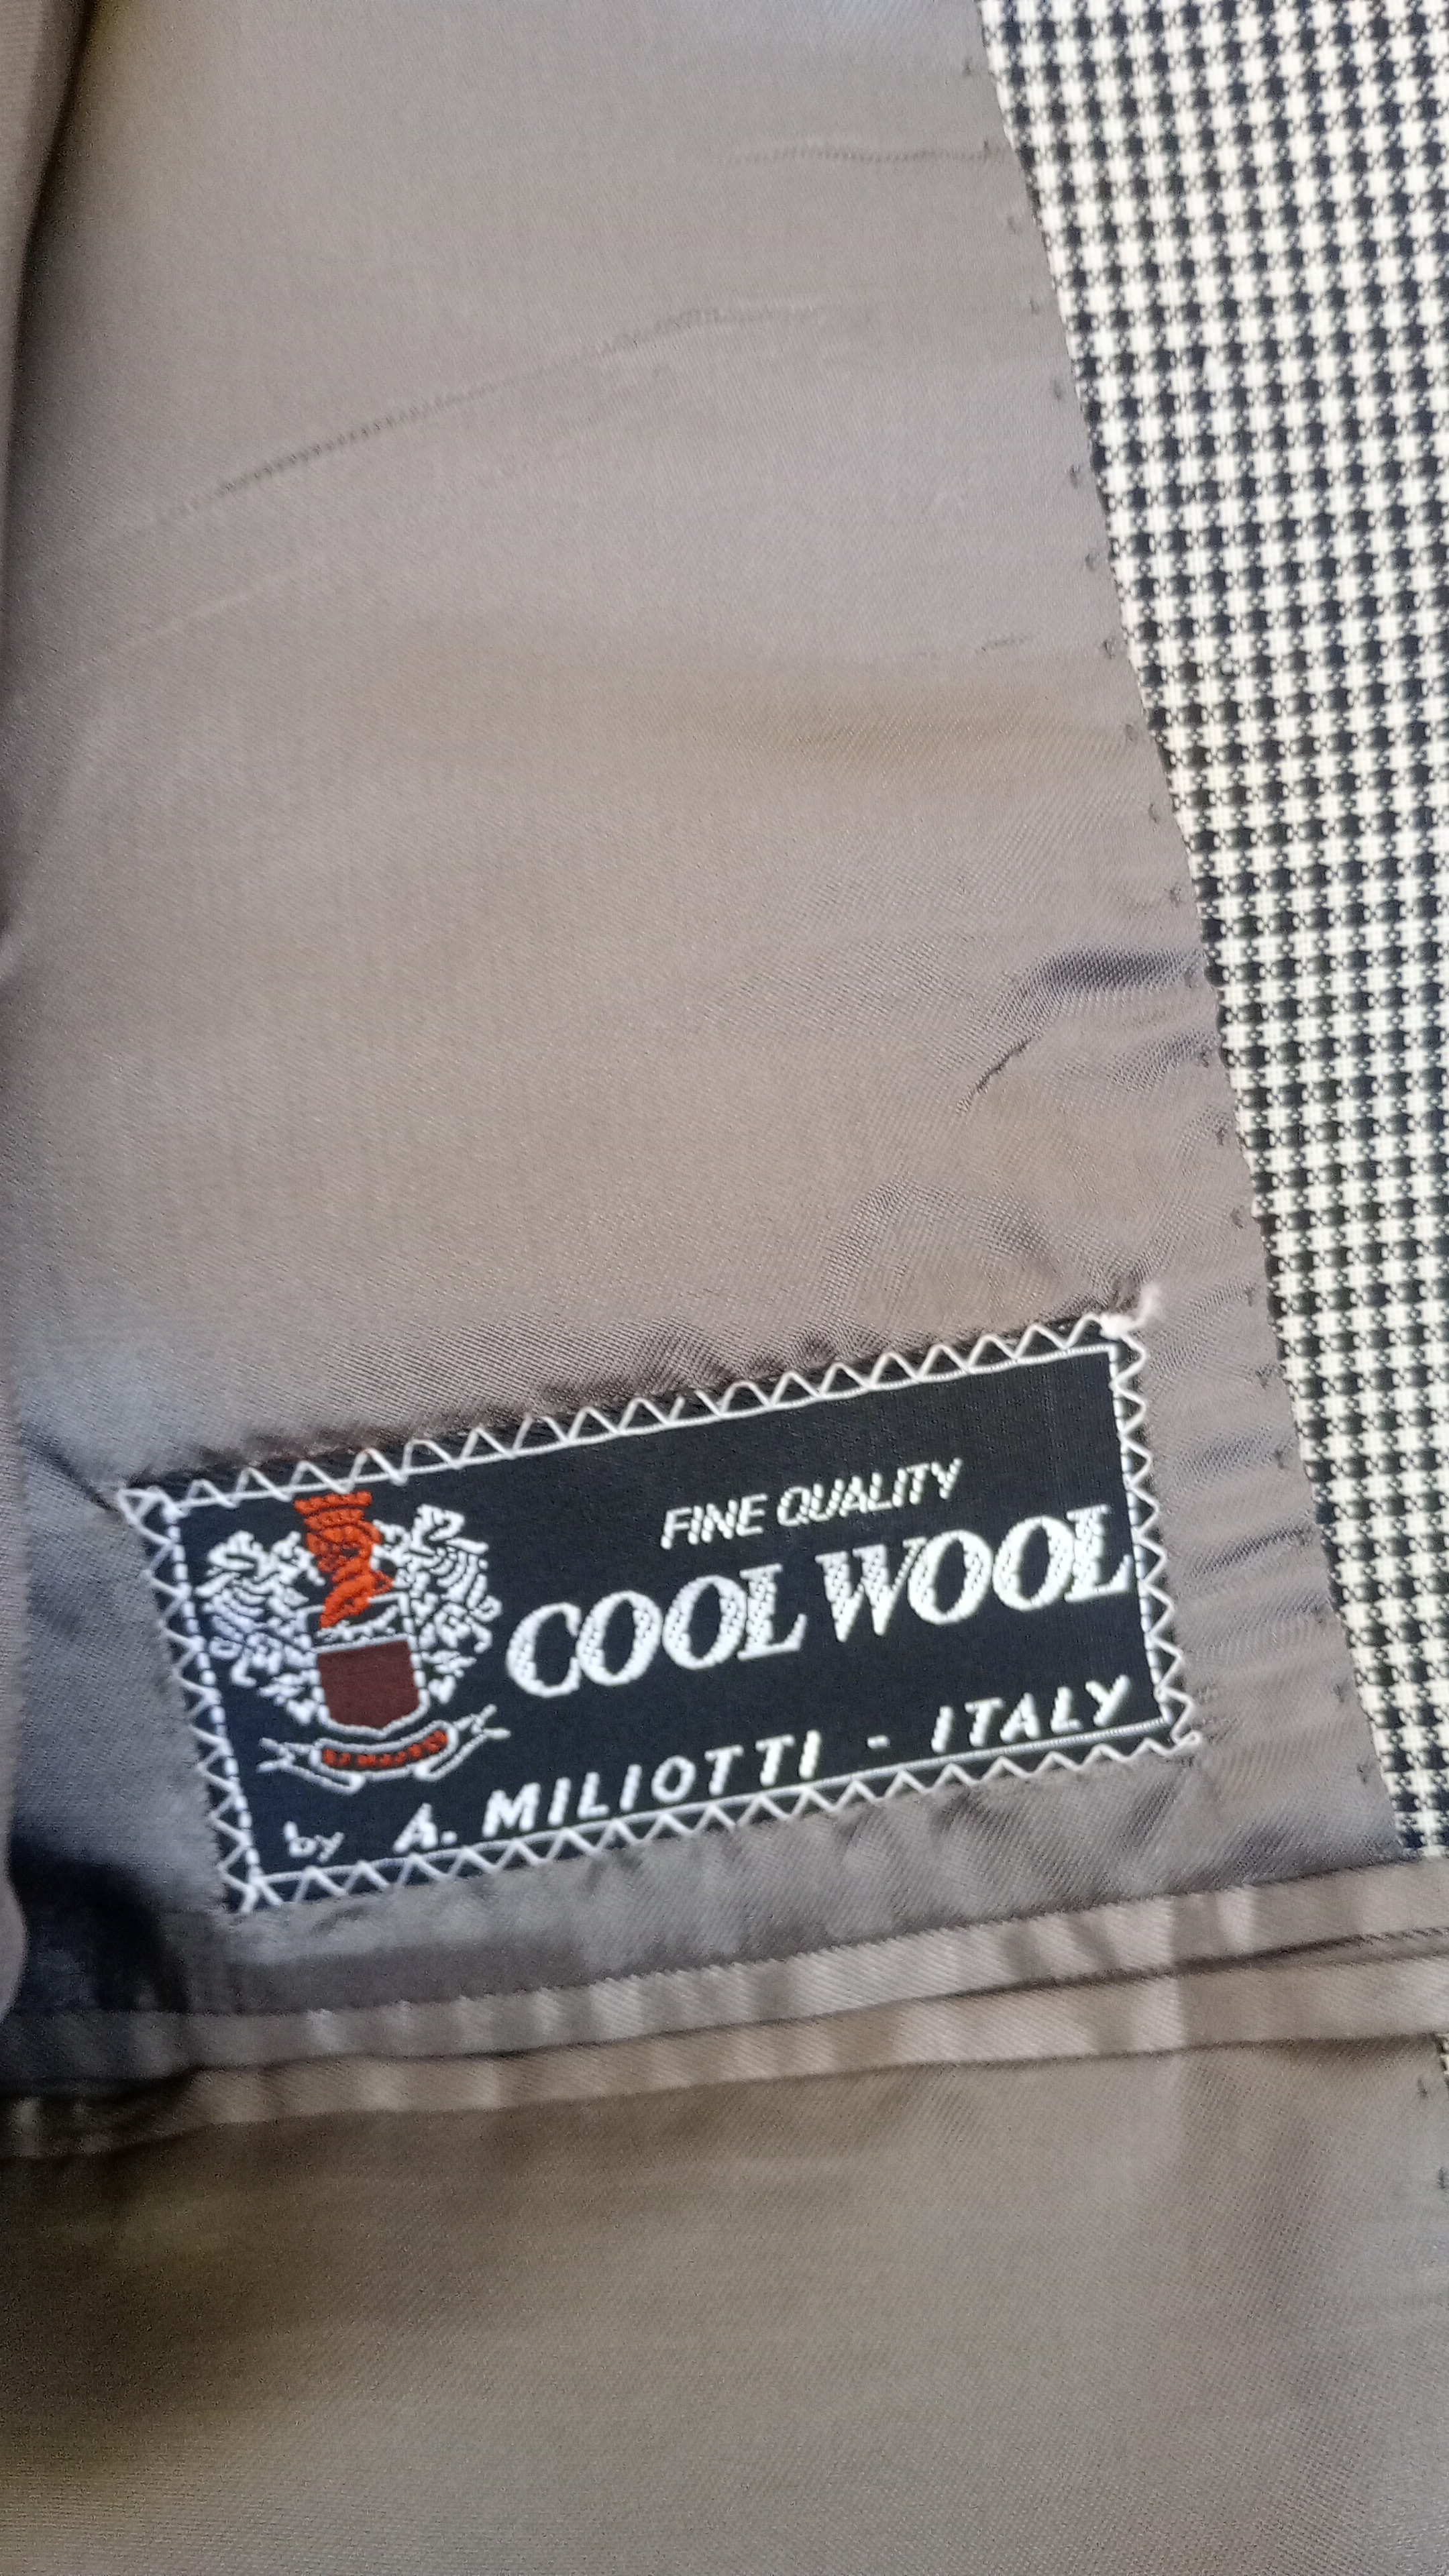 FINE QUALITY
COOL WOOL
by A. MILIOTTI - ITALY